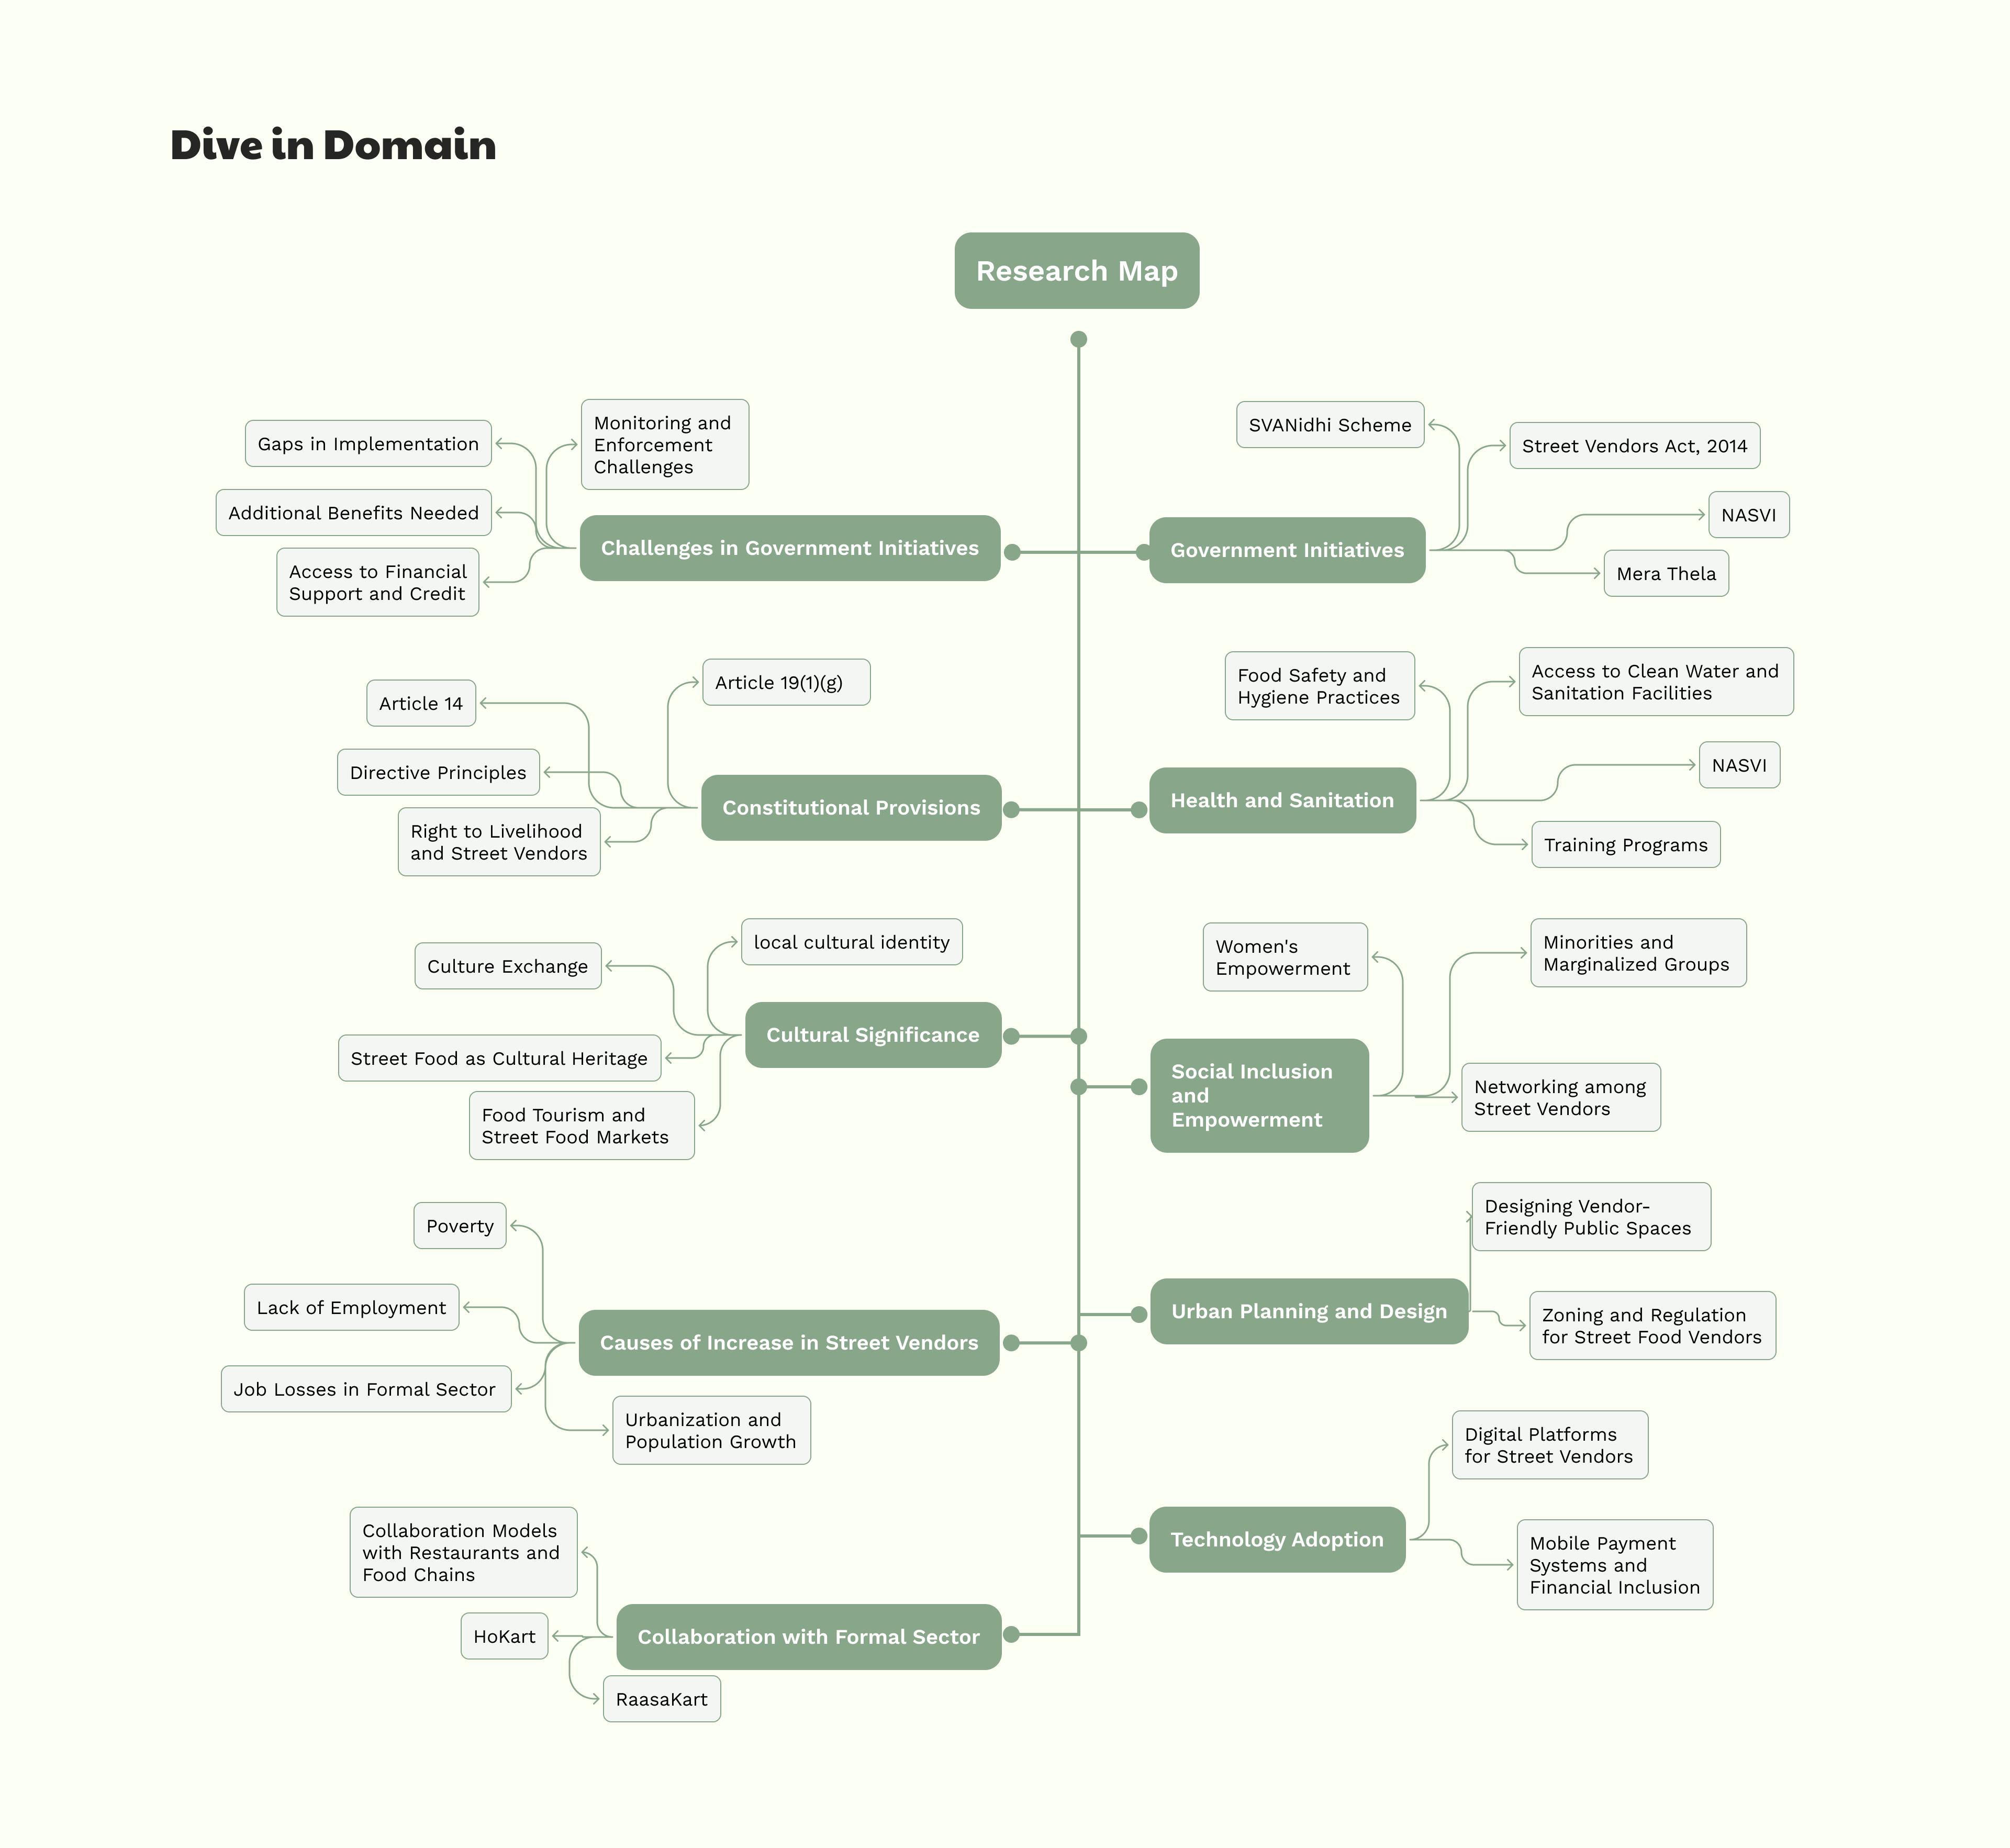 Dive in Domain
Research Map
Monitoring and
Enforcement
Challenges
Gaps in Implementation
Additional Benefits Needed
Access to Financial
Support and Credit
Challenges in Government Initiatives
SVANidhi Scheme
Street Vendors Act, 2014
NASVI
Mera Thela
Government Initiatives
Article 19(1)(g)
Article 14
Directive Principles
Right to Livelihood
and Street Vendors
Constitutional Provisions
Food Safety and
Hygiene Practices
Access to Clean Water and
Sanitation Facilities
NASVI
Training Programs
Health and Sanitation
local cultural identity
Culture Exchange
Street Food as Cultural Heritage
Food Tourism and
Street Food Markets
Cultural Significance
Women's
Empowerment
Minorities and
Marginalized Groups
Networking among
Street Vendors
Social Inclusion
and
Empowerment
Poverty
Lack of Employment
Job Losses in Formal Sector
Urbanization and
Population Growth
Causes of Increase in Street Vendors
Designing Vendor-
Friendly Public Spaces
Zoning and Regulation
for Street Food Vendors
Urban Planning and Design
Digital Platforms
for Street Vendors
Mobile Payment
Systems and
Financial Inclusion
Technology Adoption
Collaboration Models
with Restaurants and
Food Chains
HoKart
RaasaKart
Collaboration with Formal Sector